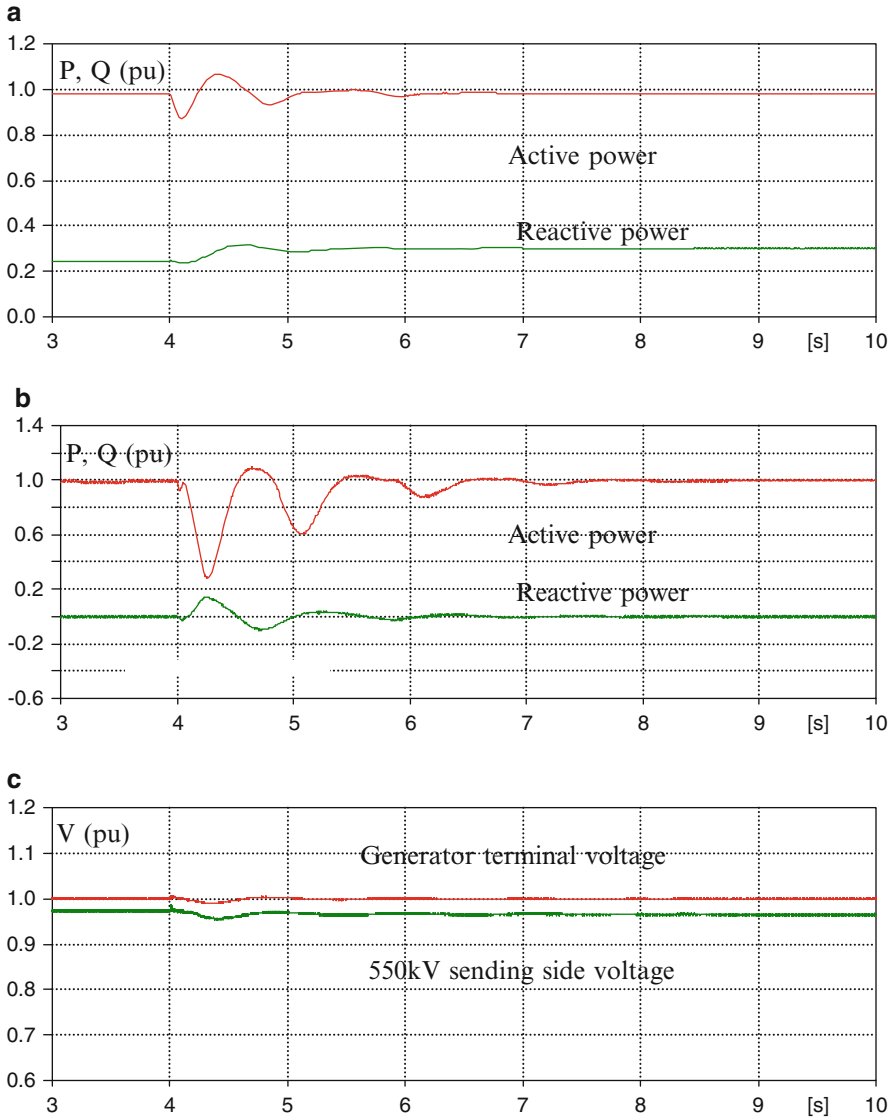 a
1.2
P, Q (pu)
1.0
0.8
Active power
0.6
0.4
Reactive power
0.2
0.0
3 4 5 6 7 8 9 [s] 10
b
1.4
P, Q (pu)
1.0
0.6
Active power
0.2
Reactive power
-0.2
-0.6
3 4 5 6 7 8 9 [s] 10
c
1.2
V (pu)
1.1
Generator terminal voltage
1.0
0.9
550kV sending side voltage
0.8
0.7
0.6
3 4 5 6 7 8 9 [s] 10